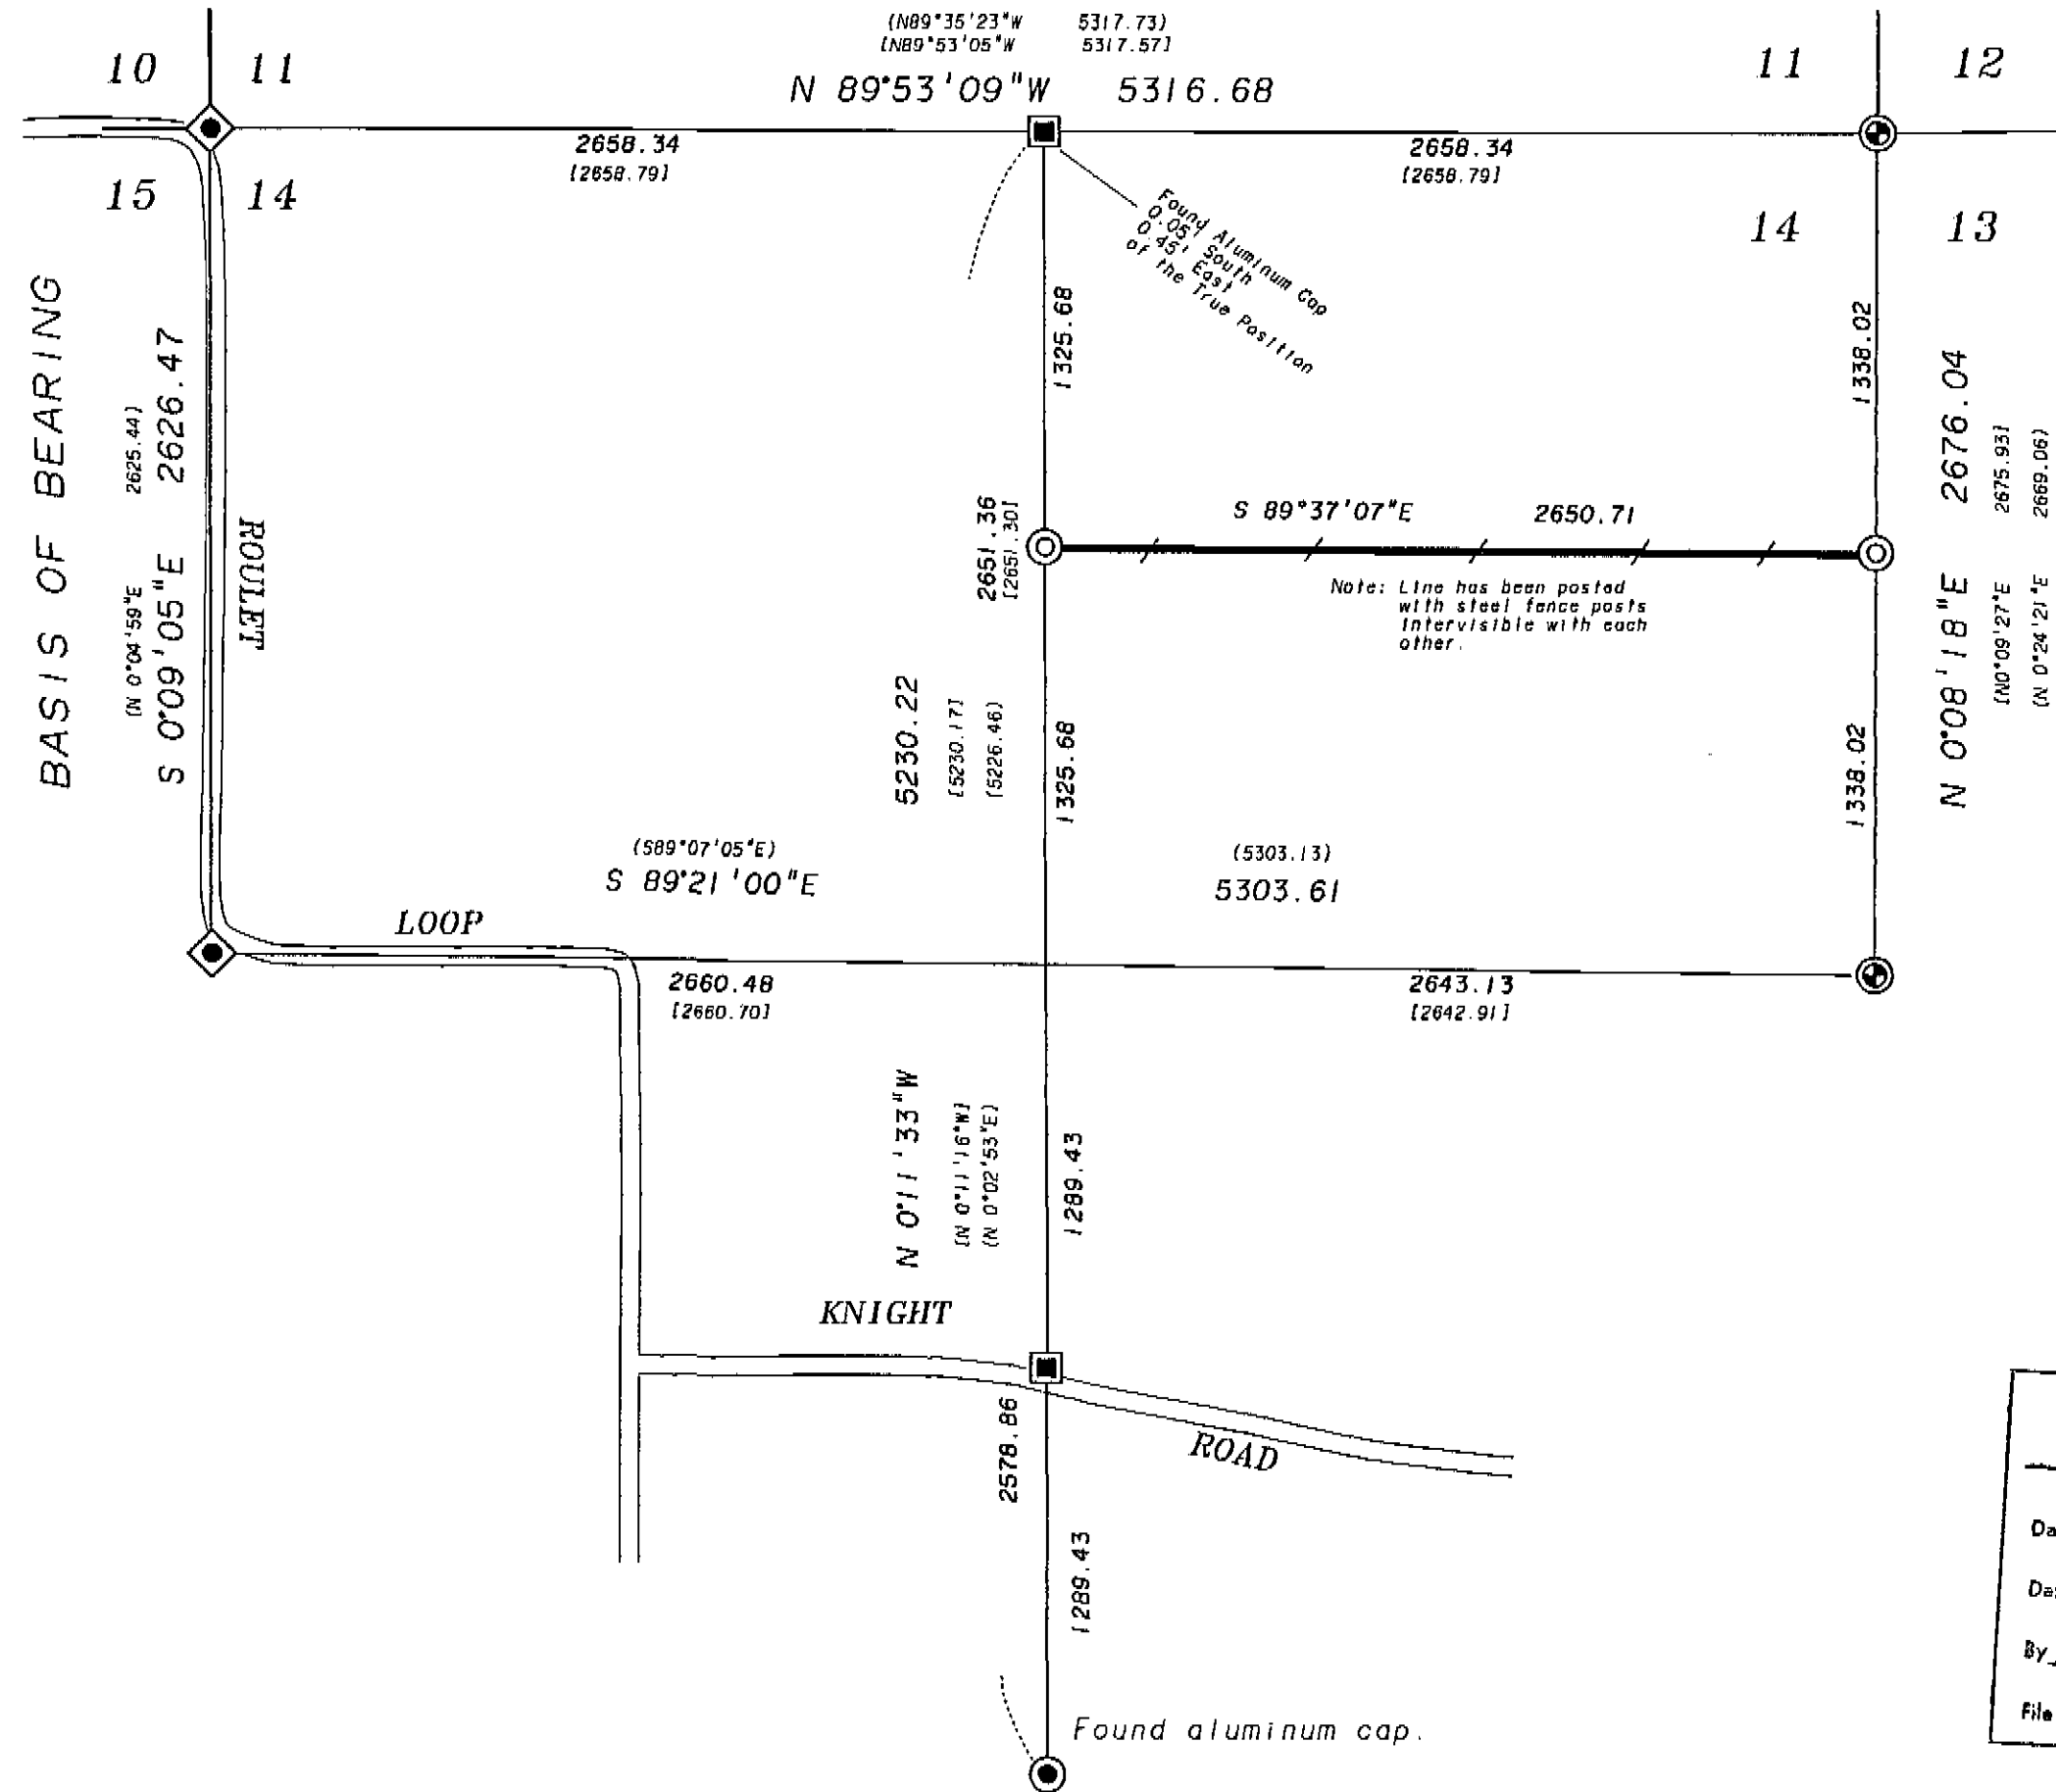 (N89°35'23"W 5317.73)
[N89°53'05"W 5317.57]
N 89°53'09"W 5316.68
10 11
11 12
2658.34
[2658.79]
2658.34
[2658.79]
15 14
14 13
Found Aluminum Cap
0.05' South
0.45' East
of the True Position
BASIS OF BEARING
(N 0°04'59"E 2625.44)
S 0°09'05"E 2626.47
ROULET
1325.68
1338.02
2651.36
[2651.30]
S 89°37'07"E 2650.71
Note: Line has been posted
with steel fence posts
intervisible with each
other.
N 0°08'18"E 2676.04
[N0°09'27"E 2675.93]
(N 0°24'21"E 2669.06)
5230.22
[5230.17]
(5226.46)
1325.68
1338.02
(S89°07'05"E)
S 89°21'00"E
(5303.13)
5303.61
LOOP
2660.48
[2660.70]
2643.13
[2642.91]
N 0°11'33"W
[N 0°11'16"W]
(N 0°02'53"E)
1289.43
KNIGHT
ROAD
2578.86
1289.43
Found aluminum cap.
Da
Da
By
File